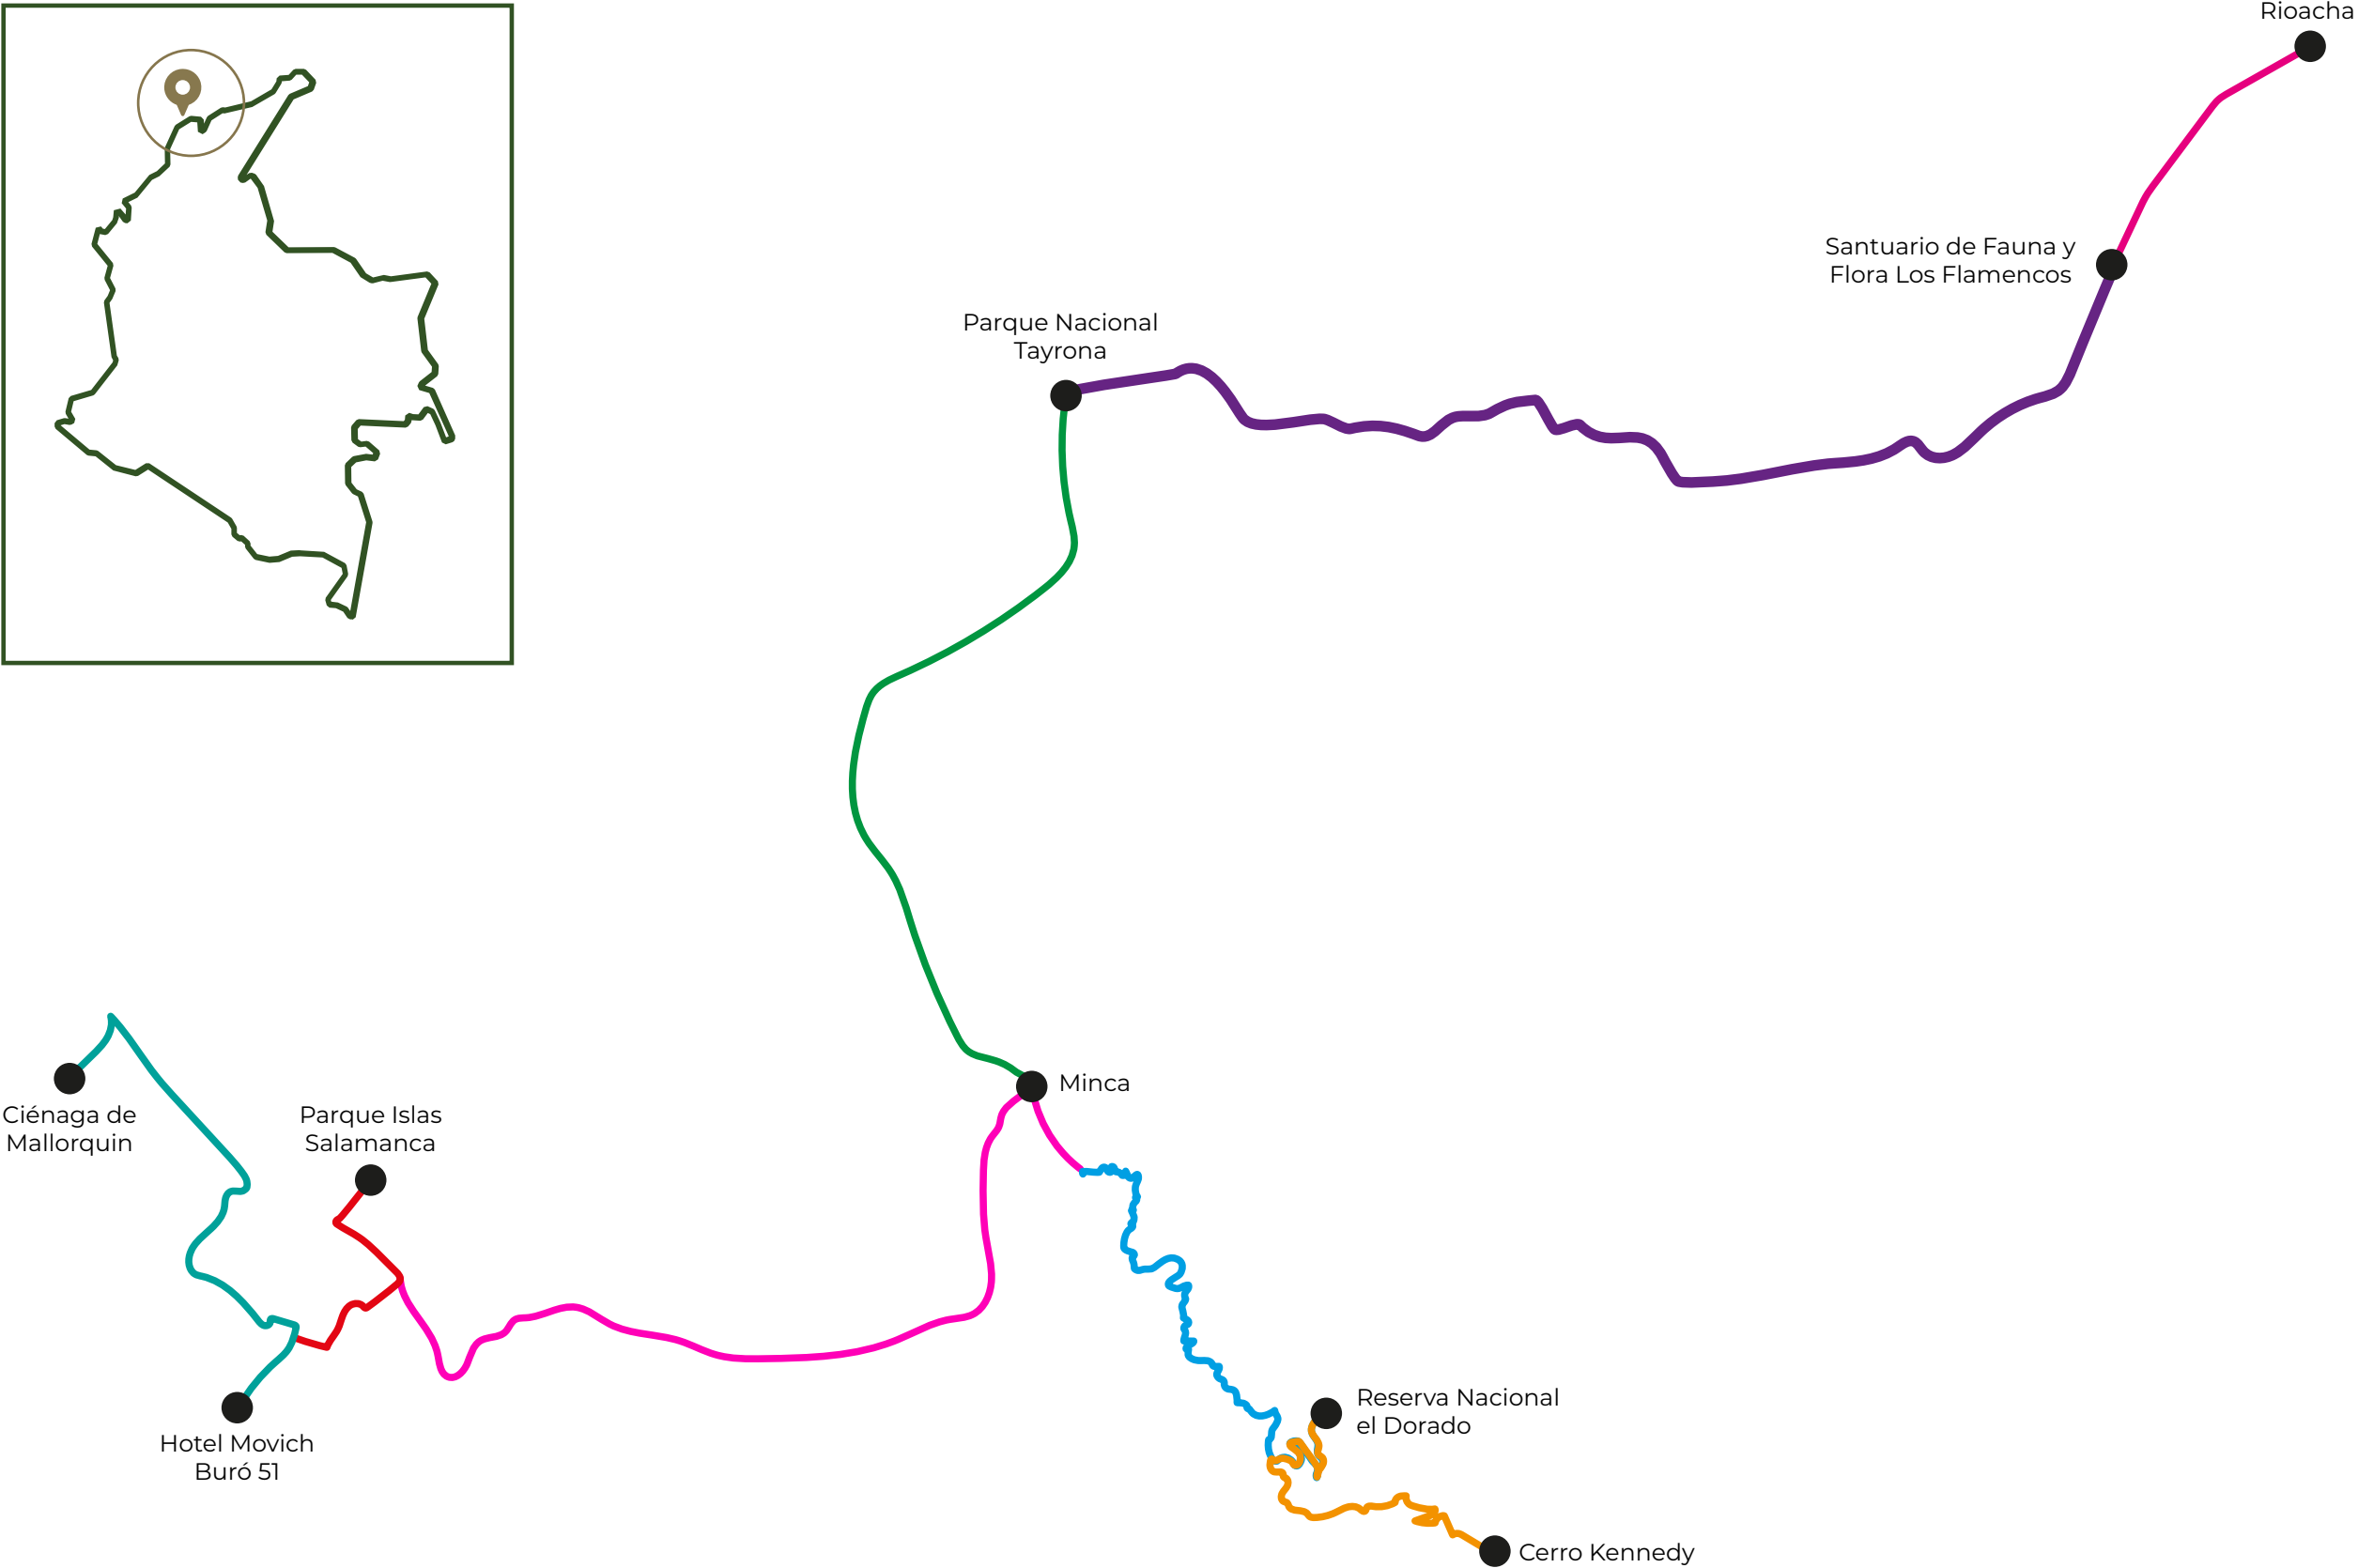 Rioacha
Santuario de Fauna y
Flora Los Flamencos
Parque Nacional
Tayrona
Minca
Ciénaga de
Mallorquin
Parque Islas
Salamanca
Reserva Nacional
el Dorado
Hotel Movich
Buró 51
Cerro Kennedy